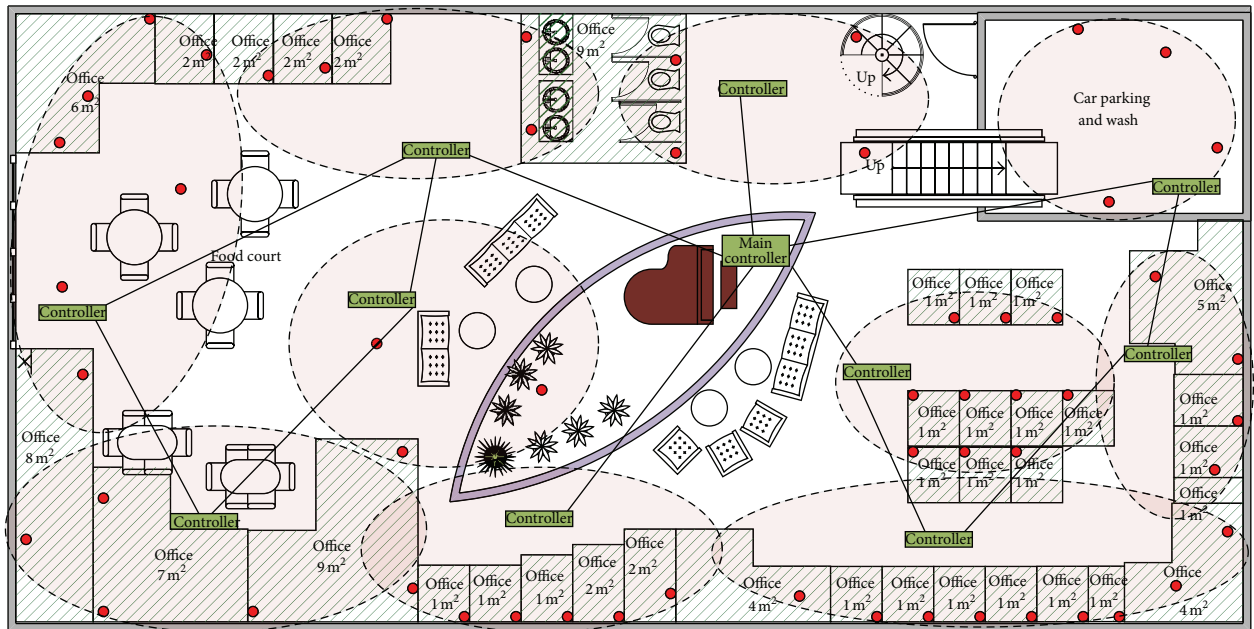 Office
2 m²
Office
2 m²
Office
2 m²
Office
2 m²
Office
9 m²
Office
6 m²
Up
Controller
Car parking
and wash
Controller
Up
Controller
Main
controller
Food court
Controller
Controller
Office
1 m²
Office
1 m²
Office
1 m²
Office
5 m²
Controller
Controller
Office
1 m²
Office
1 m²
Office
1 m²
Office
1 m²
Office
1 m²
Office
8 m²
Office
1 m²
Office
1 m²
Office
1 m²
Office
1 m²
Office
1 m²
Controller
Controller
Controller
Office
7 m²
Office
9 m²
Office
1 m²
Office
1 m²
Office
1 m²
Office
2 m²
Office
2 m²
Office
4 m²
Office
1 m²
Office
1 m²
Office
1 m²
Office
1 m²
Office
1 m²
Office
1 m²
Office
4 m²